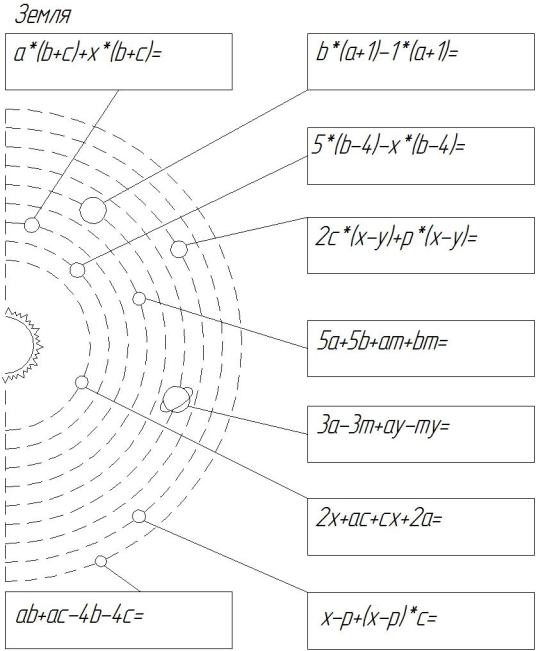 Земля
a*(b+c)+x*(b+c)=
b*(a+1)-1*(a+1)=
5*(b-4)-x*(b-4)=
2c*(x-y)+p*(x-y)=
5a+5b+am+bm=
3a-3m+ay-my=
2x+ac+cx+2a=
ab+ac-4b-4c=
x-p+(x-p)*c=